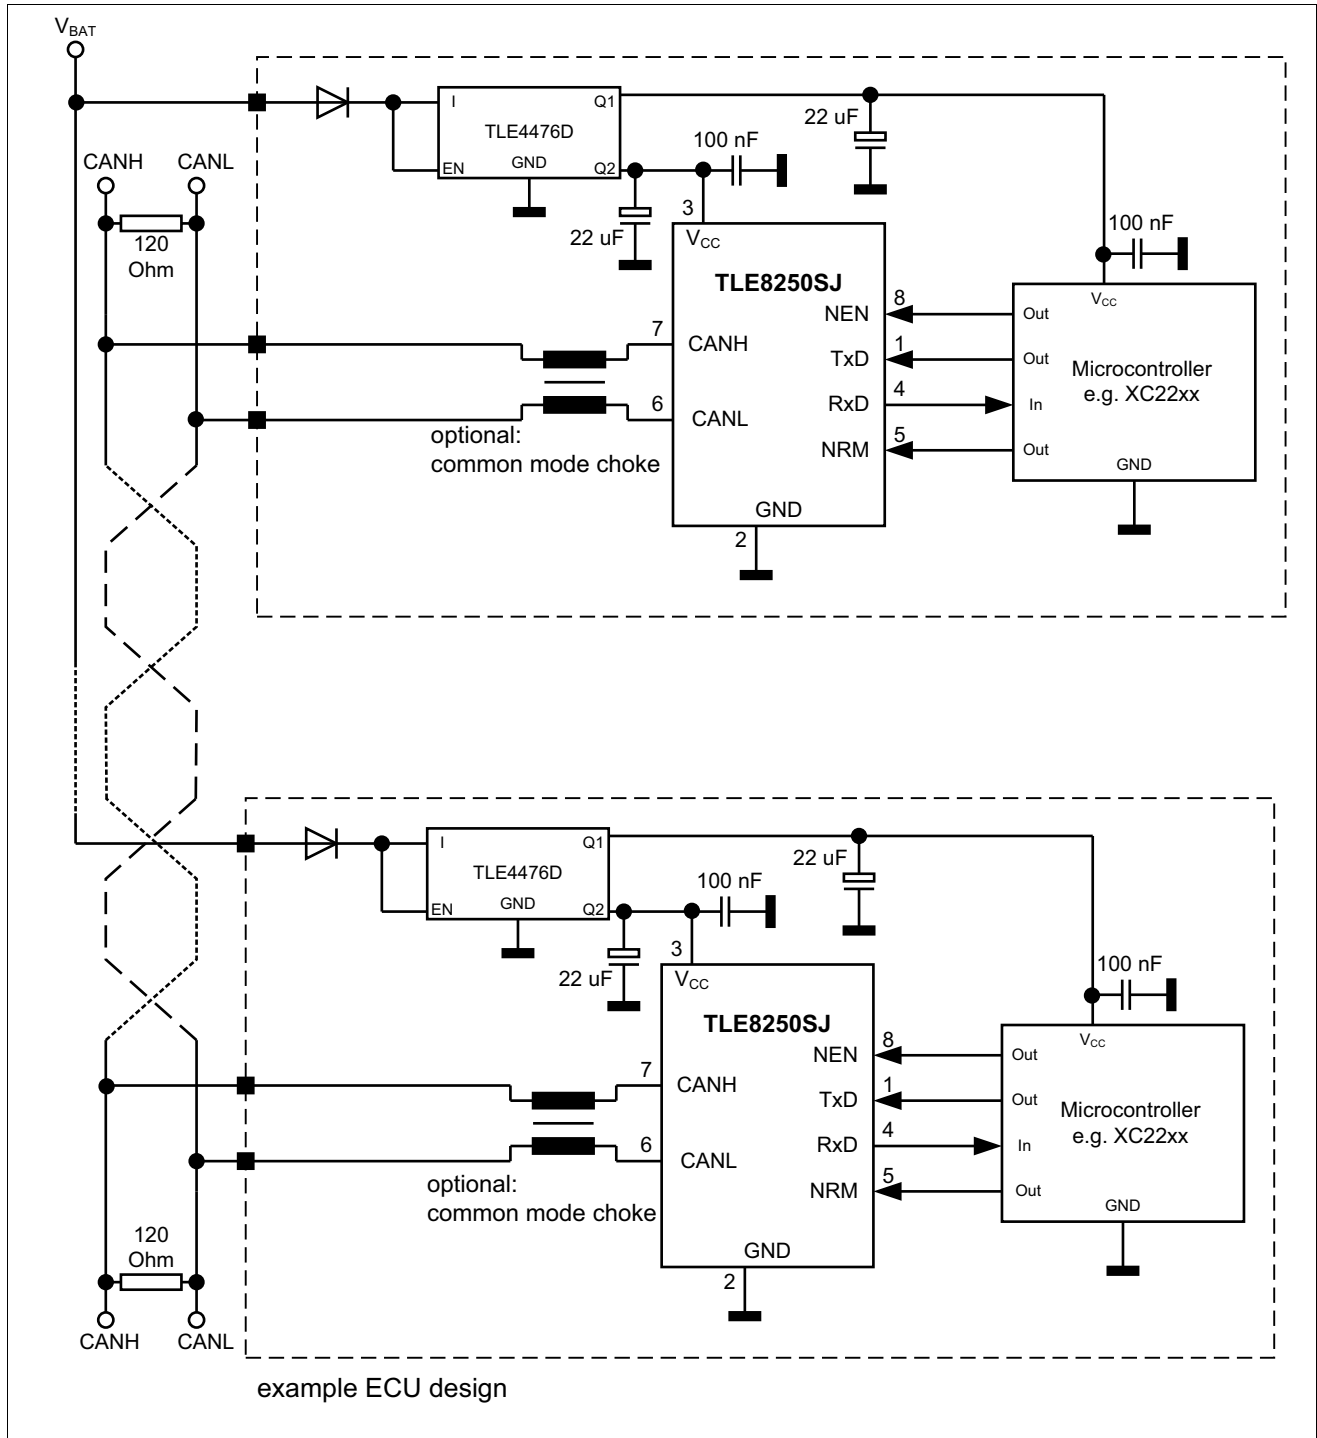 VBAT
I
Q1
TLE4476D
EN
GND
Q2
22 uF
100 nF
22 uF
100 nF
CANH
CANL
120
Ohm
3
VCC
TLE8250SJ
NEN
8
TxD
1
RxD
4
NRM
5
7
CANH
6
CANL
GND
2
optional:
common mode choke
VCC
Out
Out
In
Out
Microcontroller
e.g. XC22xx
GND
I
Q1
TLE4476D
EN
GND
Q2
22 uF
100 nF
22 uF
100 nF
3
VCC
TLE8250SJ
NEN
8
TxD
1
RxD
4
NRM
5
7
CANH
6
CANL
GND
2
optional:
common mode choke
VCC
Out
Out
In
Out
Microcontroller
e.g. XC22xx
GND
120
Ohm
CANH
CANL
example ECU design